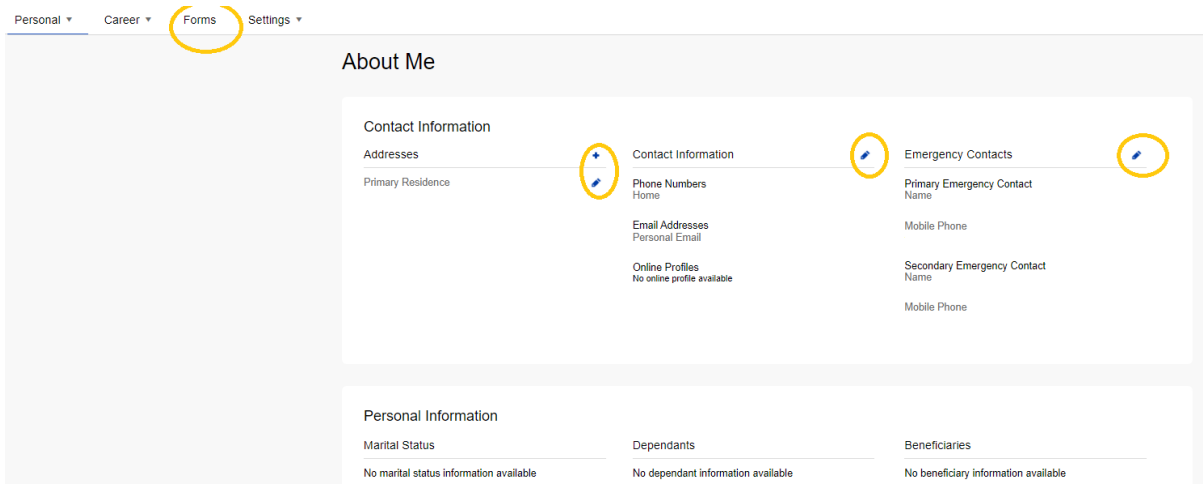 Personal Career Forms Settings
About Me
Contact Information
Addresses
Primary Residence
Contact Information
Phone Numbers
Home
Email Addresses
Personal Email
Online Profiles
No online profile available
Emergency Contacts
Primary Emergency Contact
Name
Mobile Phone
Secondary Emergency Contact
Name
Mobile Phone
Personal Information
Marital Status
No marital status information available
Dependants
No dependant information available
Beneficiaries
No beneficiary information available